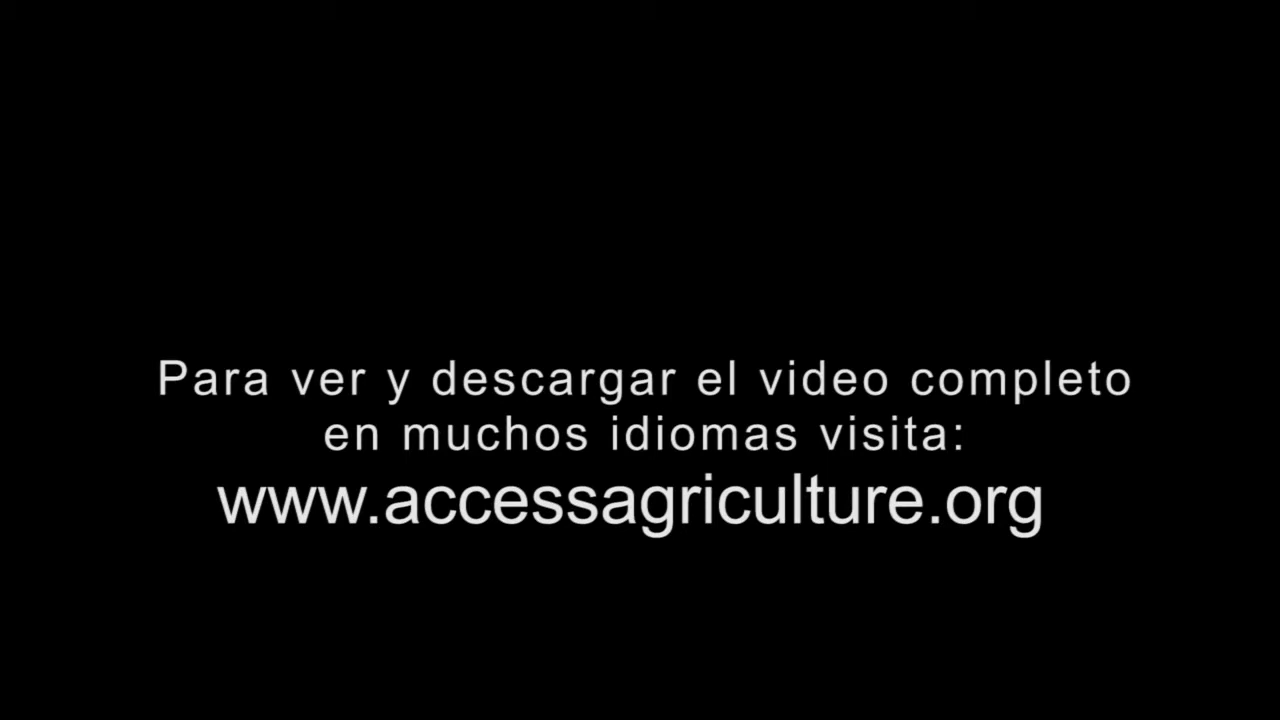 Para ver y descargar el video completo
en muchos idiomas visita:
www.accessagriculture.org